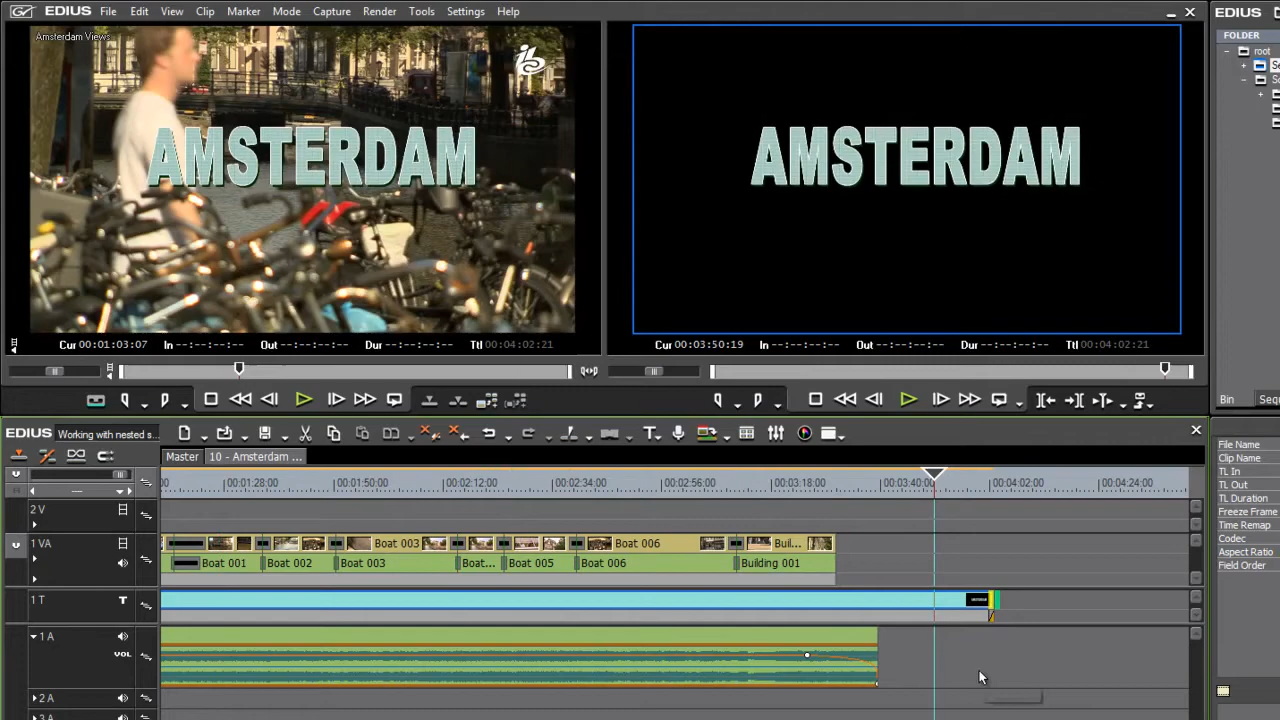 EDIUS File Edit View Clip Marker Mode Capture Render Tools Settings Help
EDIUS
Amsterdam Views
AMSTERDAM
AMSTERDAM
FOLDER
root
Cur 00:01:03:07 In --:--:--:-- Out --:--:--:-- Dur --:--:--:-- Ttl 00:04:02:21
Cur 00:03:50:19 In --:--:--:-- Out --:--:--:-- Dur --:--:--:-- Ttl 00:04:02:21
Bin
EDIUS Working with nested s...
Master 10 - Amsterdam ...
00:01:28:00 00:01:50:00 00:02:12:00 00:02:34:00 00:02:56:00 00:03:18:00 00:03:40:00 00:04:02:00 00:04:24:00
2 V
1 VA Boat 003 Boat 006 Buil...
Boat 001 Boat 002 Boat 003 Boat... Boat 005 Boat 006 Building 001
1 T T
1 A
VOL
2 A
3 A
File Name
Clip Name
TL In
TL Out
TL Duration
Freeze Frame
Time Remap
Codec
Aspect Ratio
Field Order